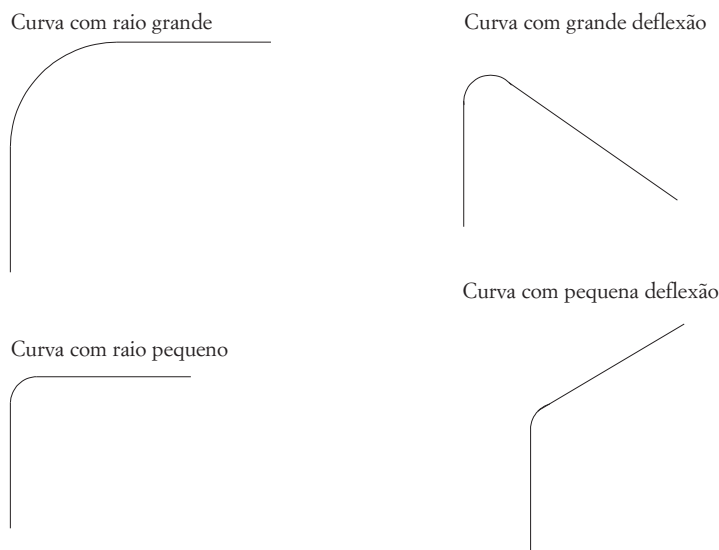 Curva com raio grande
Curva com grande deflexão
Curva com pequena deflexão
Curva com raio pequeno